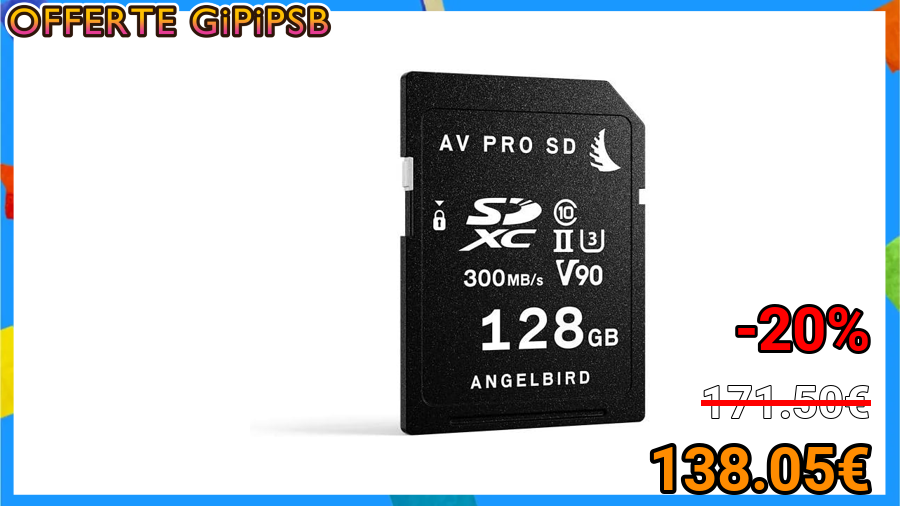 OFFERTE GiPiPSB
AV PRO SD
SD
XC
10
II 3
300MB/s V90
128GB
ANGELBIRD
-20%
171.50€
138.05€